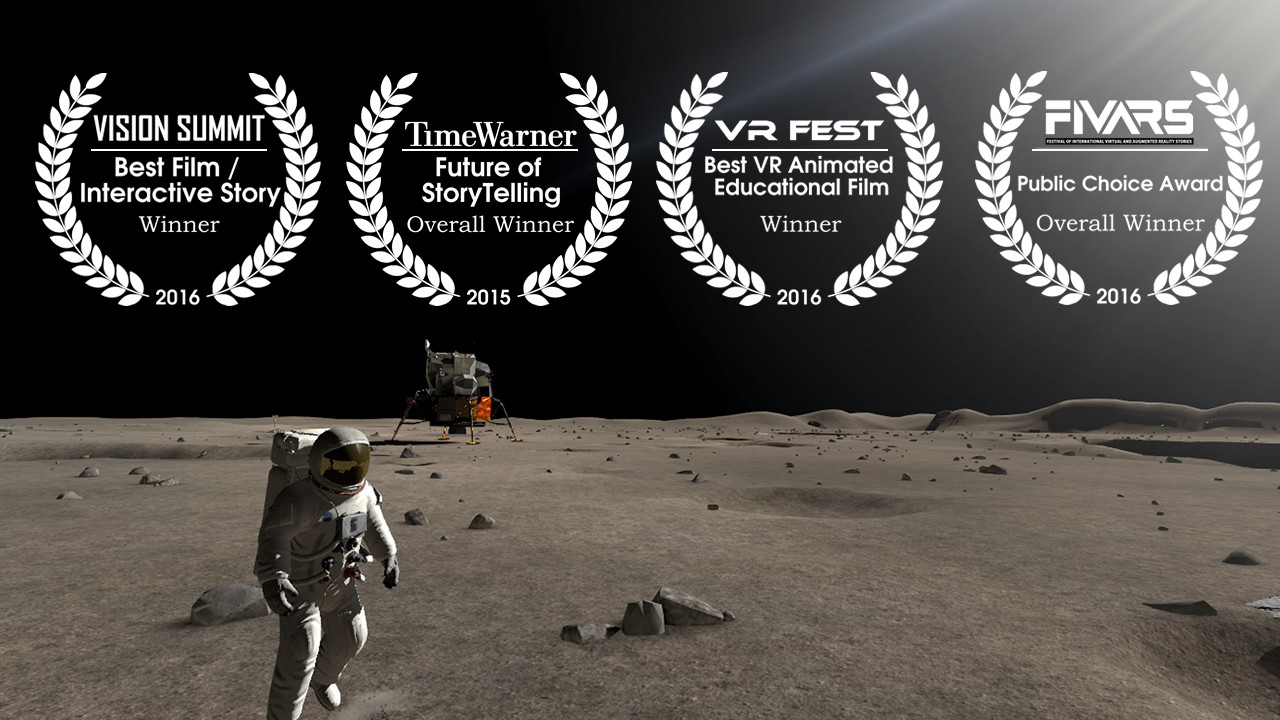 VISION SUMMIT
Best Film /
Interactive Story
Winner
2016
TimeWarner
Future of
StoryTelling
Overall Winner
2015
VR FEST
Best VR Animated
Educational Film
Winner
2016
FIVARS
FESTIVAL OF INTERNATIONAL VIRTUAL AND AUGMENTED REALITY STORIES
Public Choice Award
Overall Winner
2016